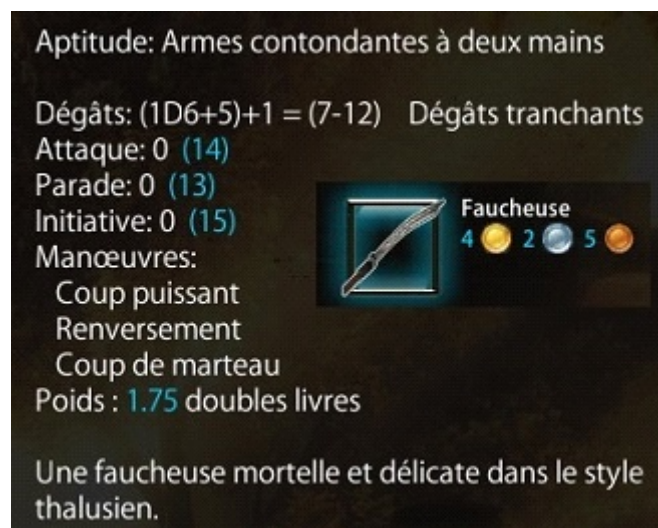 Aptitude: Armes contondantes à deux mains
Dégâts: (1D6+5)+1 = (7-12) Dégâts tranchants
Attaque: 0 (14)
Parade: 0 (13)
Initiative: 0 (15)
Manœuvres:
Coup puissant
Renversement
Coup de marteau
Poids : 1.75 doubles livres
Faucheuse
4 2 5
Une faucheuse mortelle et délicate dans le style
thalusien.